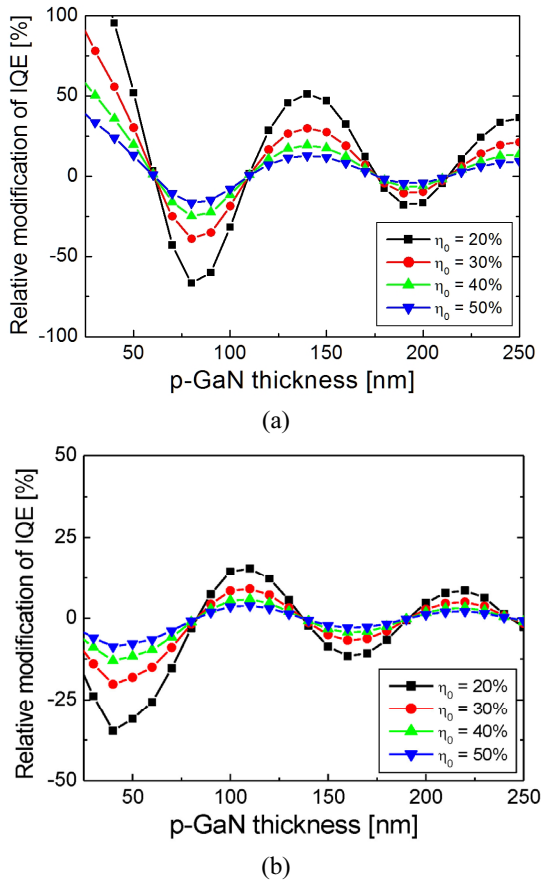 100
50
0
-50
-100
Relative modification of IQE [%]
η0 = 20%
η0 = 30%
η0 = 40%
η0 = 50%
50 100 150 200 250
p-GaN thickness [nm]
(a)
50
25
0
-25
-50
Relative modification of IQE [%]
η0 = 20%
η0 = 30%
η0 = 40%
η0 = 50%
50 100 150 200 250
p-GaN thickness [nm]
(b)